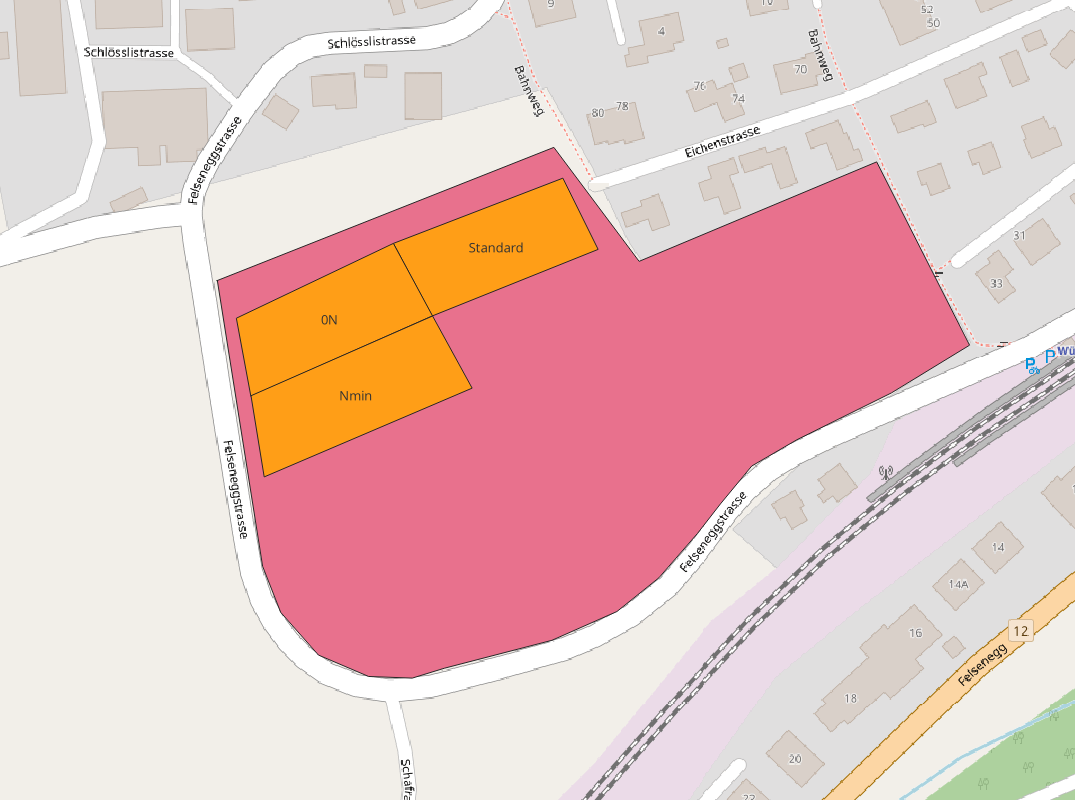 9
10
52
50
4
Schlösslistrasse
Schlösslistrasse
Bahnweg
Bahnweg
70
76
74
80
78
Eichenstrasse
Felseneggstrasse
31
33
Standard
0N
Nmin
P
P
Wü
Felseneggstrasse
Felseneggstrasse
14
14A
16
12
Felsenegg
18
20
22
Schafra